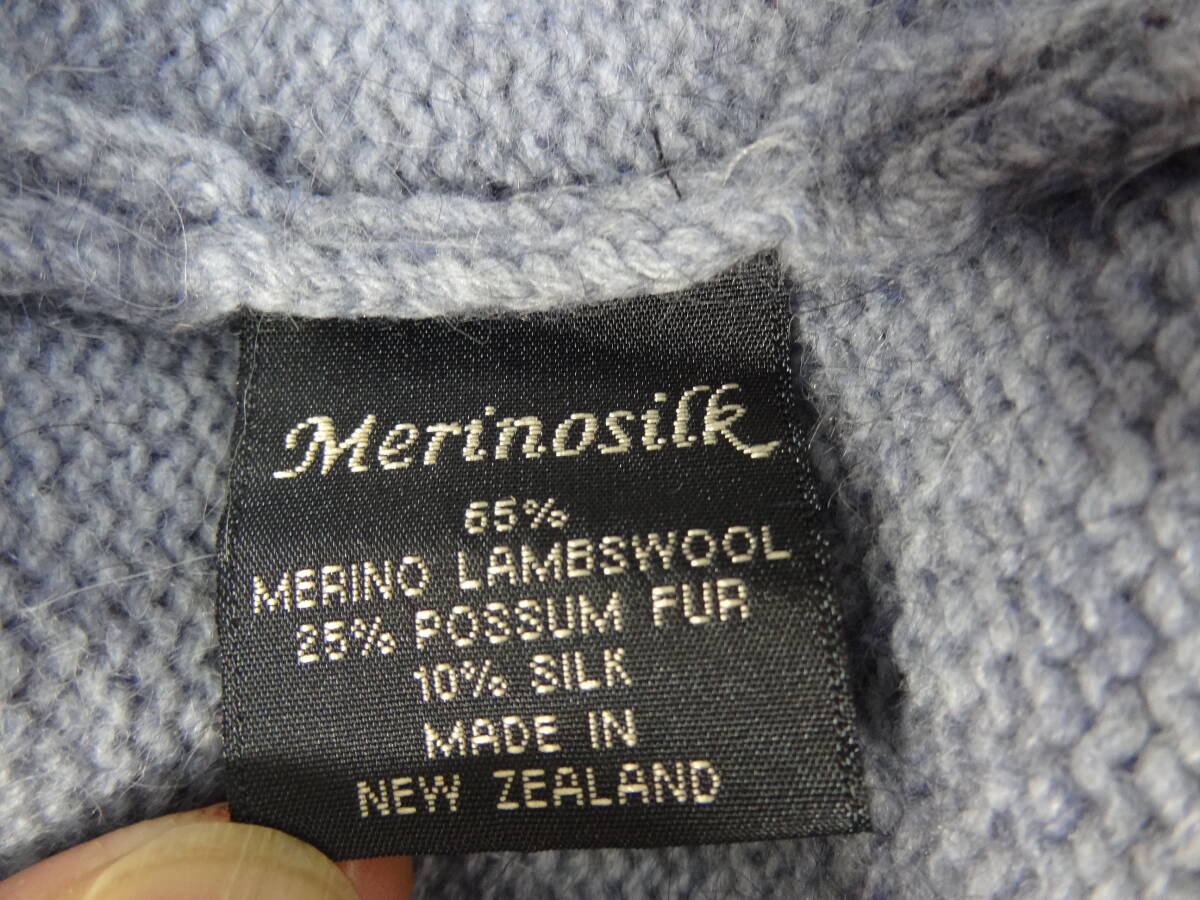 Merinosilk
65%
MERINO LAMBSWOOL
25% POSSUM FUR
10% SILK
MADE IN
NEW ZEALAND